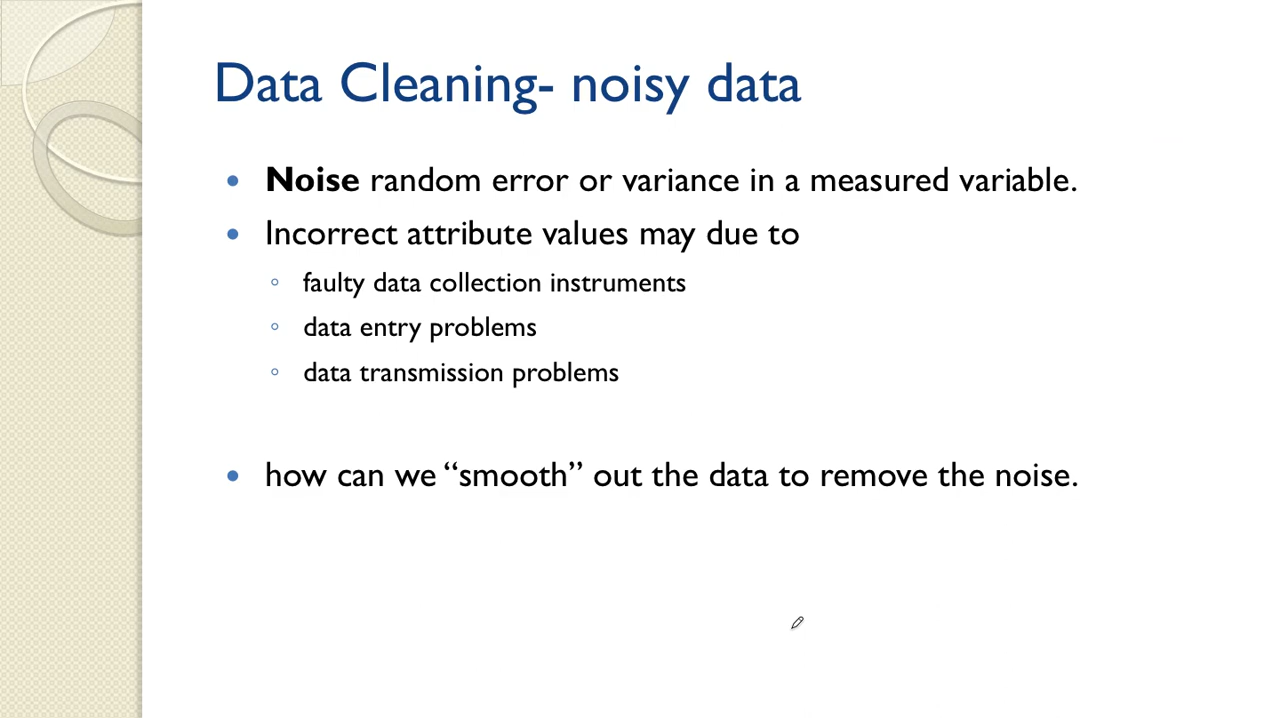 Data Cleaning- noisy data
• Noise random error or variance in a measured variable.
• Incorrect attribute values may due to
◦ faulty data collection instruments
◦ data entry problems
◦ data transmission problems
• how can we “smooth” out the data to remove the noise.